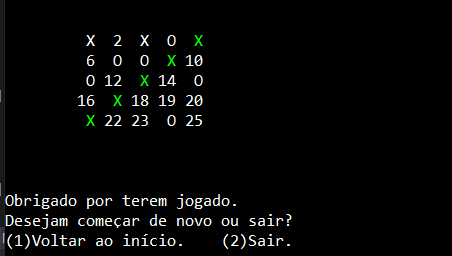 X 2 X O X
6 O O X 10
O 12 X 14 O
16 X 18 19 20
X 22 23 O 25
Obrigado por terem jogado.
Desejam começar de novo ou sair?
(1)Voltar ao início. (2)Sair.